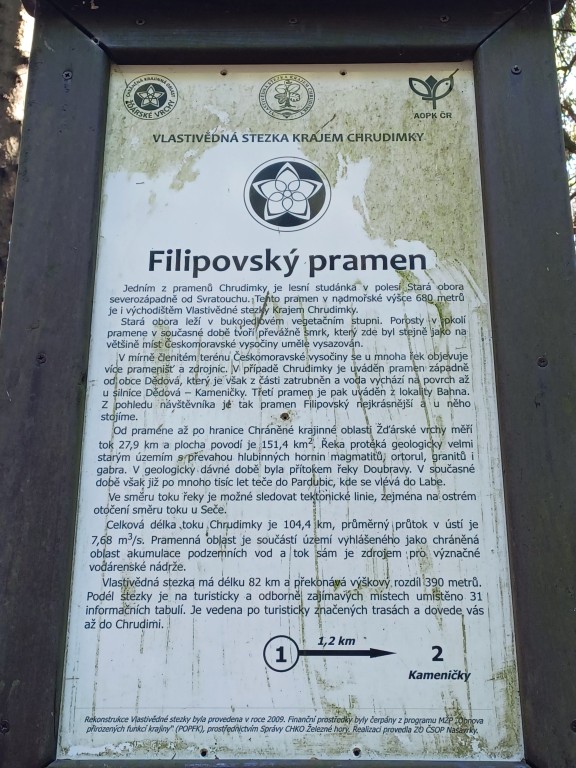 CHRÁNĚNÁ KRAJINNÁ OBLAST
ŽĎÁRSKÉ VRCHY
AOPK ČR
VLASTIVĚDNÁ STEZKA KRAJEM CHRUDIMKY
Filipovský pramen
Jedním z pramenů Chrudimky je lesní studánka v polesí Stará obora
severozápadně od Svratouchu. Tento pramen v nadmořské výšce 680 metrů
je i východištěm Vlastivědné stezky Krajem Chrudimky.
Stará obora leží v bukojedlovém vegetačním stupni. Porosty v okolí
pramene v současné době tvoří převážně smrk, který zde byl stejně jako na
většině míst Českomoravské vysočiny uměle vysazován.
V mírně členitém terénu Českomoravské vysočiny se u mnoha řek objevuje
více pramenišť a zdrojnic. V případě Chrudimky je uváděn pramen západně
od obce Dědová, který je však z části zatrubněn a voda vychází na povrch až
u silnice Dědová – Kameničky. Třetí pramen je pak uváděn z lokality Bahna.
Z pohledu návštěvníka je tak pramen Filipovský nejkrásnější a u něho
stojíme.
Od pramene až po hranice Chráněné krajinné oblasti Žďárske vrchy měří
tok 27,9 km a plocha povodí je 151,4 km². Řeka protéká geologicky velmi
starým územím s převahou hlubinných hornin magmatitů, ortorul, granitů i
gabra. V geologicky dávné době byla přítokem řeky Doubravy. V současné
době však již po mnoho tisíc let teče do Pardubic, kde se vlévá do Labe.
Ve směru toku řeky je možné sledovat tektonické linie, zejména na ostrém
otočení směru toku u Seče.
Celková délka toku Chrudimky je 104,4 km, průměrný průtok v ústí je
7,68 m³/s. Pramenná oblast je součástí území vyhlášeného jako chráněná
oblast akumulace podzemních vod a tok sám je zdrojem pro význačné
vodárenské nádrže.
Vlastivědná stezka má délku 82 km a překonává výškový rozdíl 390 metrů.
Podél stezky je na turisticky a odborně zajímavých místech umístěno 31
informačních tabulí. Je vedena po turisticky značených trasách a dovede vás
až do Chrudimi.
1 1,2 km 2
Kameničky
Rekonstrukce Vlastivědné stezky byla provedena v roce 2009. Finanční prostředky byly čerpány z programu MŽP "Obnova
přirozených funkcí krajiny" (POPFK), prostřednictvím Správy CHKO Železné hory. Realizaci provedla ZO ČSOP Nasavrky.